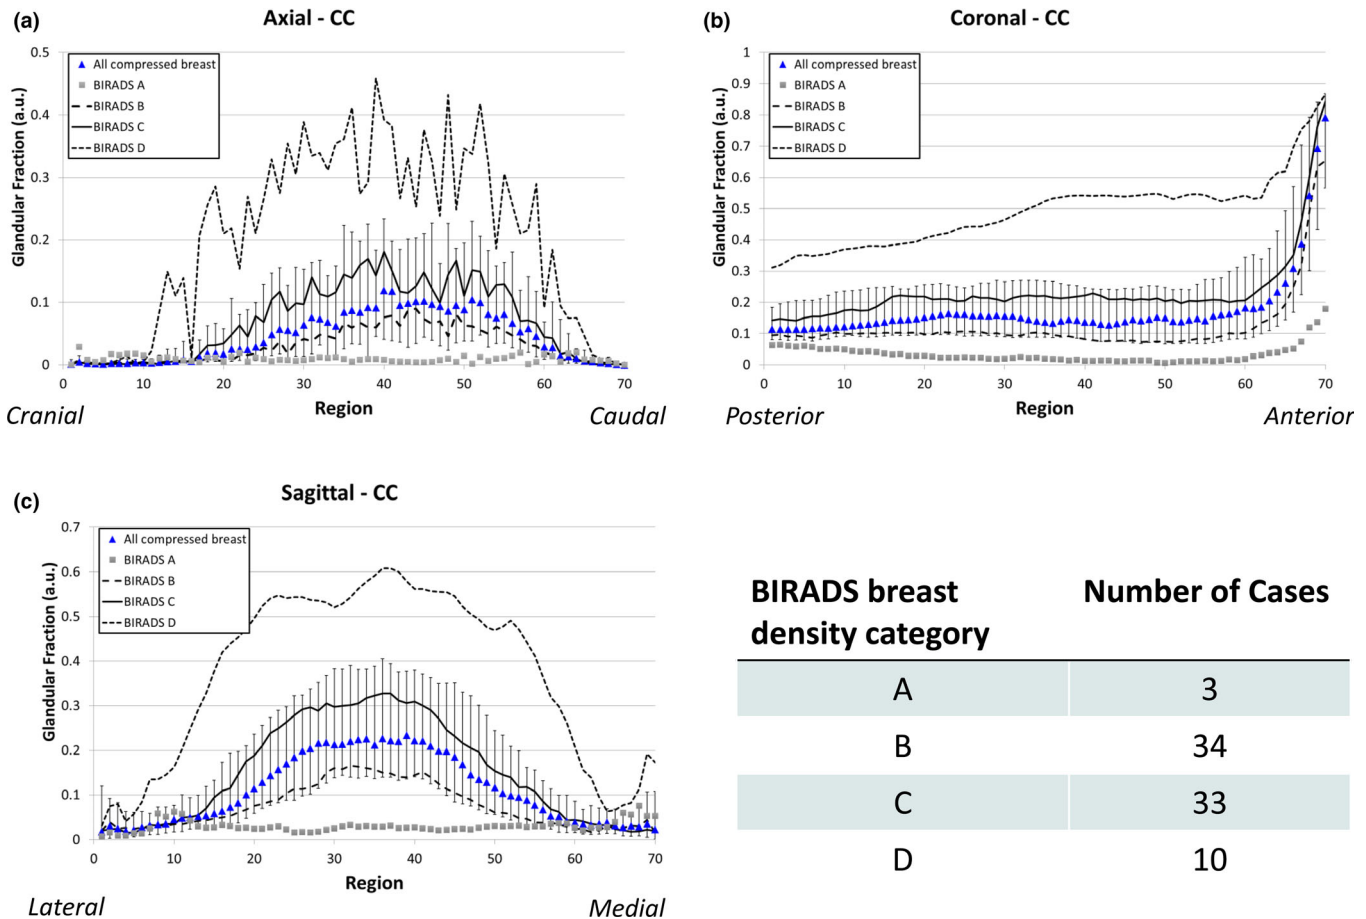 (a)
Axial - CC
Glandular Fraction (a.u.)
0.5
0.4
0.3
0.2
0.1
0
All compressed breast
BIRADS A
BIRADS B
BIRADS C
BIRADS D
0 10 20 30 40 50 60 70
Region
Cranial
Caudal
(b)
Coronal - CC
Glandular Fraction (a.u.)
1
0.9
0.8
0.7
0.6
0.5
0.4
0.3
0.2
0.1
0
All compressed breast
BIRADS A
BIRADS B
BIRADS C
BIRADS D
0 10 20 30 40 50 60 70
Region
Posterior
Anterior
(c)
Sagittal - CC
Glandular Fraction (a.u.)
0.7
0.6
0.5
0.4
0.3
0.2
0.1
0
All compressed breast
BIRADS A
BIRADS B
BIRADS C
BIRADS D
0 10 20 30 40 50 60 70
Region
Lateral
Medial
BIRADS breast Number of Cases
density category
A 3
B 34
C 33
D 10